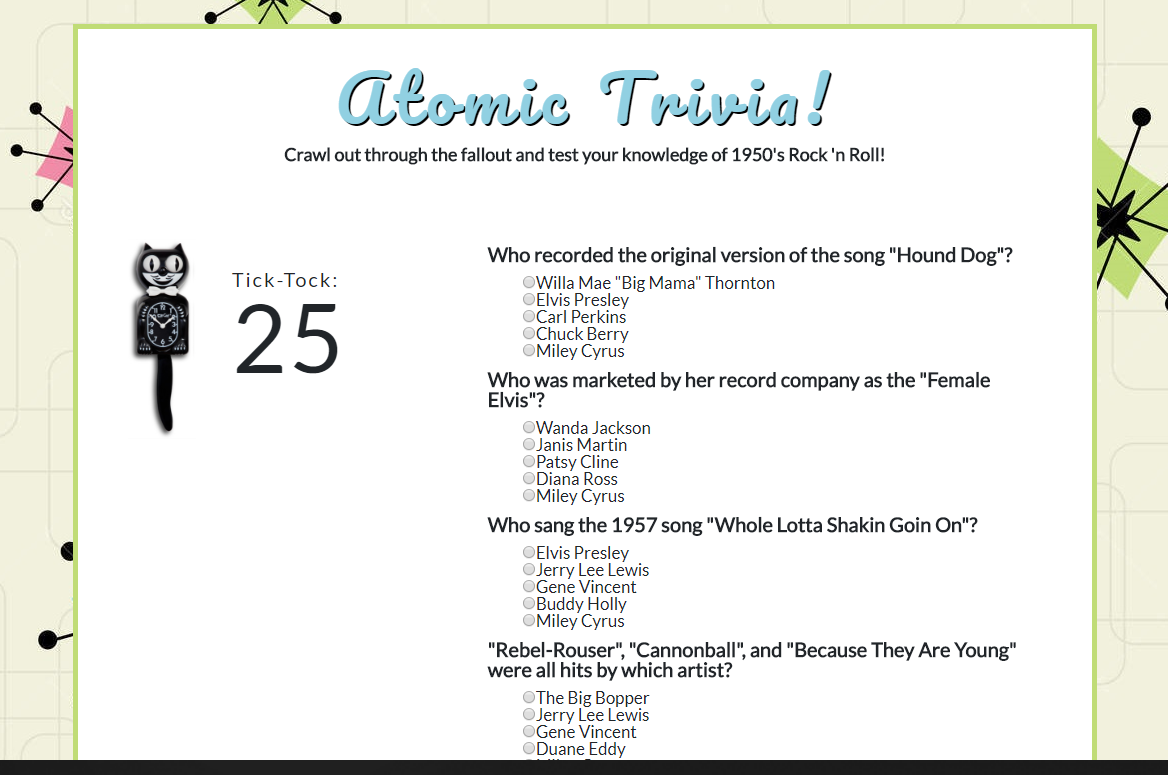 Atomic Trivia!
Crawl out through the fallout and test your knowledge of 1950's Rock 'n Roll!
Tick-Tock:
25
Who recorded the original version of the song "Hound Dog"?
Willa Mae "Big Mama" Thornton
Elvis Presley
Carl Perkins
Chuck Berry
Miley Cyrus
Who was marketed by her record company as the "Female
Elvis"?
Wanda Jackson
Janis Martin
Patsy Cline
Diana Ross
Miley Cyrus
Who sang the 1957 song "Whole Lotta Shakin Goin On"?
Elvis Presley
Jerry Lee Lewis
Gene Vincent
Buddy Holly
Miley Cyrus
"Rebel-Rouser", "Cannonball", and "Because They Are Young"
were all hits by which artist?
The Big Bopper
Jerry Lee Lewis
Gene Vincent
Duane Eddy